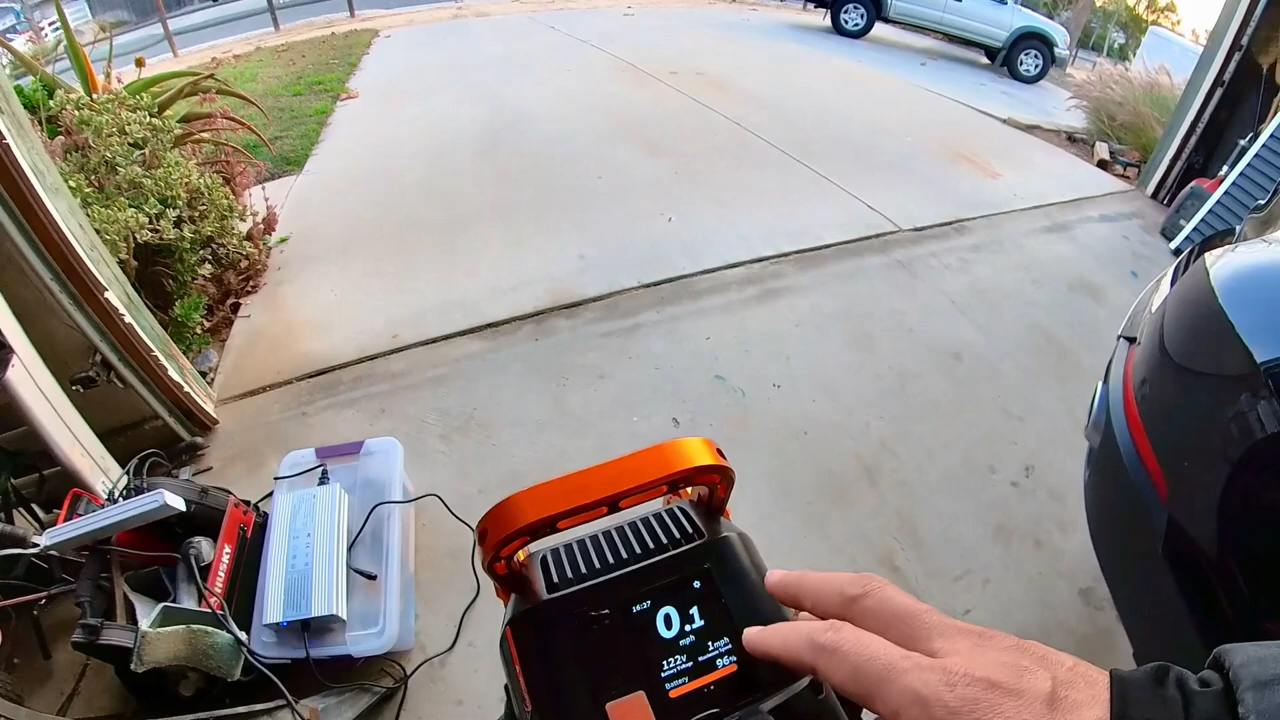 16:27
0.1
mph
122v
Battery Voltage
1mph
Maximum Speed
Battery
96%
HUSKY